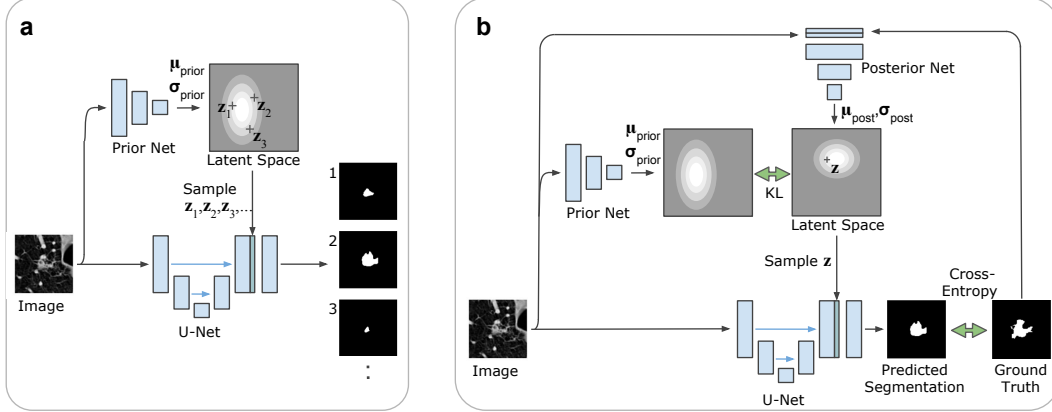 a
μprior
σprior
z1
z2
z3
Prior Net
Latent Space
Sample
z1,z2,z3,...
1
2
3
Image
U-Net
⋮
b
Posterior Net
μpost,σpost
μprior
σprior
z
KL
Prior Net
Latent Space
Sample z
Cross-
Entropy
Image
U-Net
Predicted
Segmentation
Ground
Truth